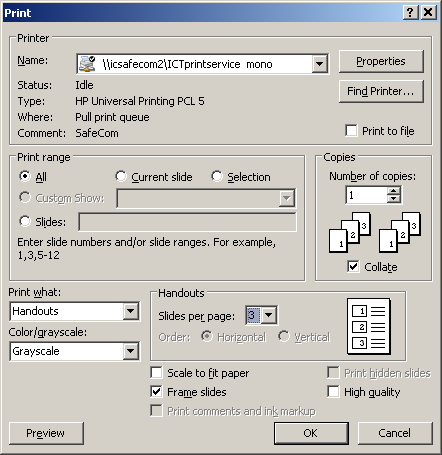 Print
Printer
Name: \\icsafecom2\ICTprintservice mono Properties
Status: Idle
Type: HP Universal Printing PCL 5 Find Printer...
Where: Pull print queue
Comment: SafeCom Print to file
Print range
All Current slide Selection
Custom Show:
Slides:
Enter slide numbers and/or slide ranges. For example,
1,3,5-12
Copies
Number of copies:
1
1 2 3 1 2 3
Collate
Print what:
Handouts
Color/grayscale:
Grayscale
Handouts
Slides per page: 3
Order: Horizontal Vertical
1
2
3
Scale to fit paper Print hidden slides
Frame slides High quality
Print comments and ink markup
Preview OK Cancel